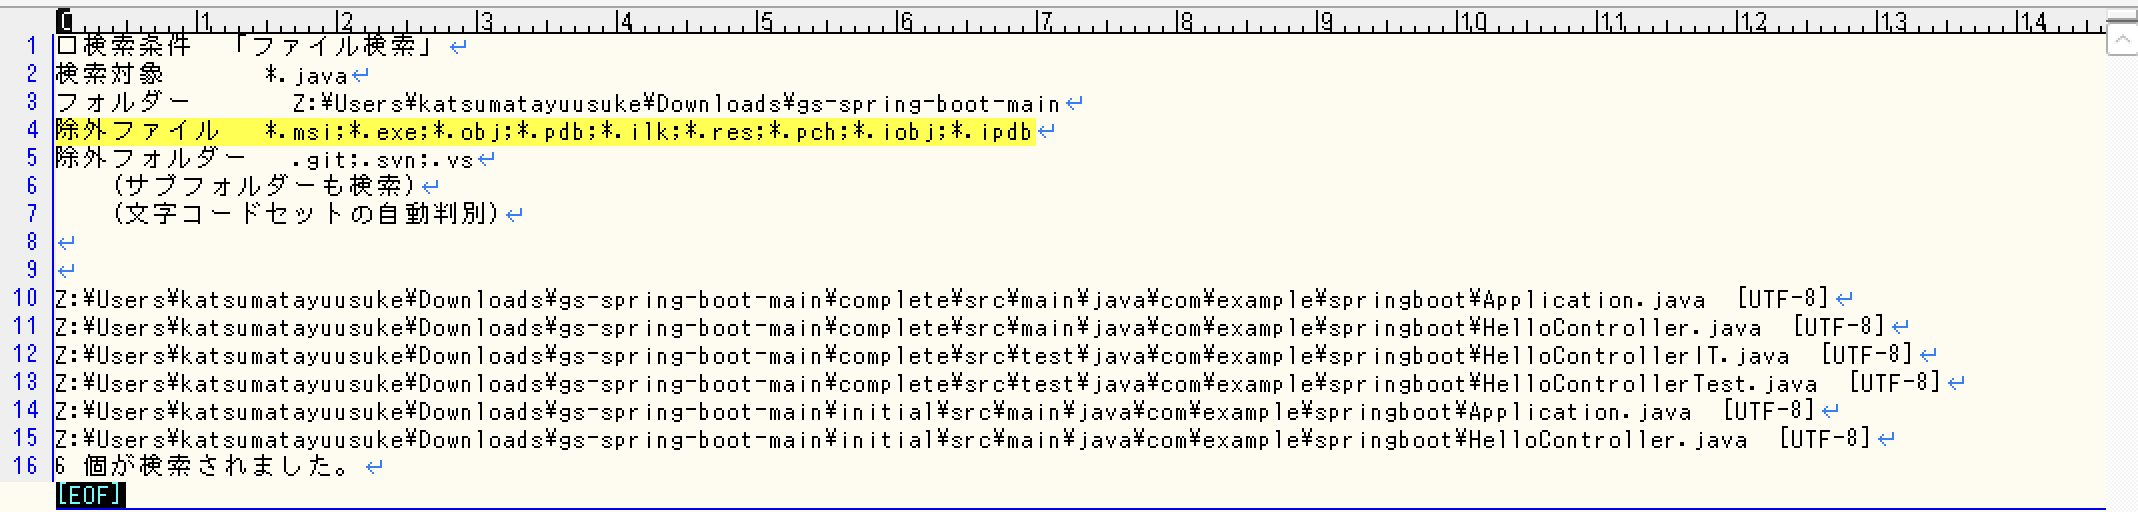 0 1 2 3 4 5 6 7 8 9 10 11 12 13 14
1 □検索条件　「ファイル検索」↵
2 検索対象　　　*.java↵
3 フォルダー　　　Z:¥Users¥katsumatayuusuke¥Downloads¥gs-spring-boot-main↵
4 除外ファイル　*.msi;*.exe;*.obj;*.pdb;*.ilk;*.res;*.pch;*.iobj;*.ipdb↵
5 除外フォルダー　.git;.svn;.vs↵
6 (サブフォルダーも検索)↵
7 (文字コードセットの自動判別)↵
8 ↵
9 ↵
10 Z:¥Users¥katsumatayuusuke¥Downloads¥gs-spring-boot-main¥complete¥src¥main¥java¥com¥example¥springboot¥Application.java [UTF-8]↵
11 Z:¥Users¥katsumatayuusuke¥Downloads¥gs-spring-boot-main¥complete¥src¥main¥java¥com¥example¥springboot¥HelloController.java [UTF-8]↵
12 Z:¥Users¥katsumatayuusuke¥Downloads¥gs-spring-boot-main¥complete¥src¥test¥java¥com¥example¥springboot¥HelloControllerIT.java [UTF-8]↵
13 Z:¥Users¥katsumatayuusuke¥Downloads¥gs-spring-boot-main¥complete¥src¥test¥java¥com¥example¥springboot¥HelloControllerTest.java [UTF-8]↵
14 Z:¥Users¥katsumatayuusuke¥Downloads¥gs-spring-boot-main¥initial¥src¥main¥java¥com¥example¥springboot¥Application.java [UTF-8]↵
15 Z:¥Users¥katsumatayuusuke¥Downloads¥gs-spring-boot-main¥initial¥src¥main¥java¥com¥example¥springboot¥HelloController.java [UTF-8]↵
16 6 個が検索されました。↵
[EOF]